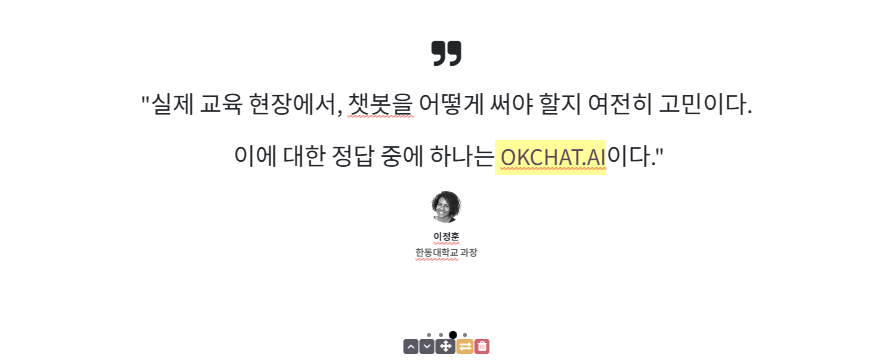 "실제 교육 현장에서, 챗봇을 어떻게 써야 할지 여전히 고민이다.
이에 대한 정답 중에 하나는 OKCHAT.AI이다."
이정훈
한동대학교 과장